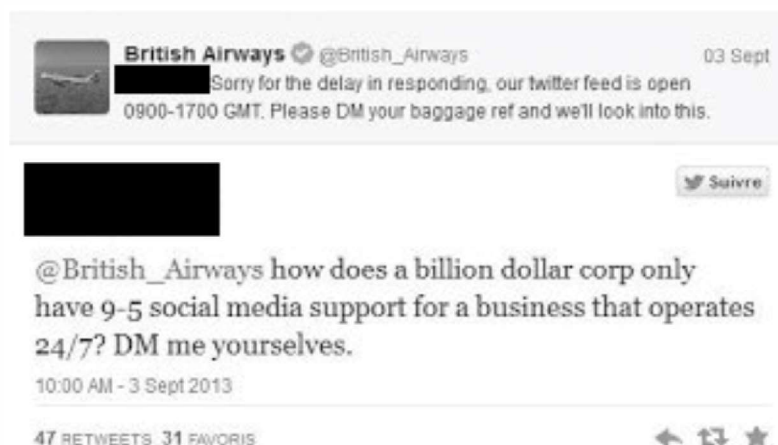 British Airways @British_Airways 03 Sept
Sorry for the delay in responding, our twitter feed is open
0900-1700 GMT. Please DM your baggage ref and we'll look into this.
Suivre
@British_Airways how does a billion dollar corp only
have 9-5 social media support for a business that operates
24/7? DM me yourselves.
10:00 AM - 3 Sept 2013
47 RETWEETS 31 FAVORIS